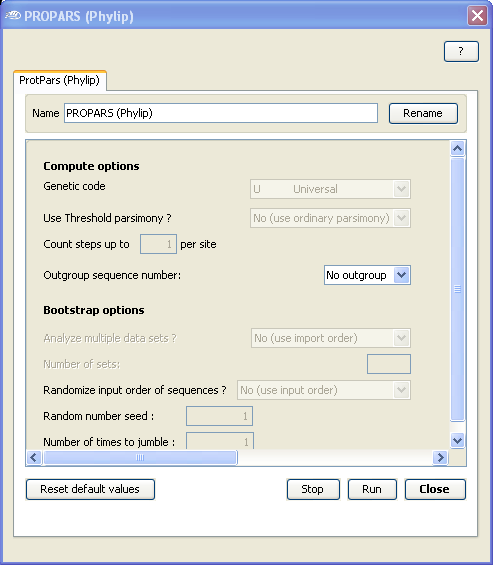 PROPARS (Phylip)
?
ProtPars (Phylip)
Name PROPARS (Phylip) Rename
Compute options
Genetic code U Universal
Use Threshold parsimony ? No (use ordinary parsimony)
Count steps up to 1 per site
Outgroup sequence number: No outgroup
Bootstrap options
Analyze multiple data sets ? No (use import order)
Number of sets:
Randomize input order of sequences ? No (use input order)
Random number seed : 1
Number of times to jumble : 1
Reset default values Stop Run Close